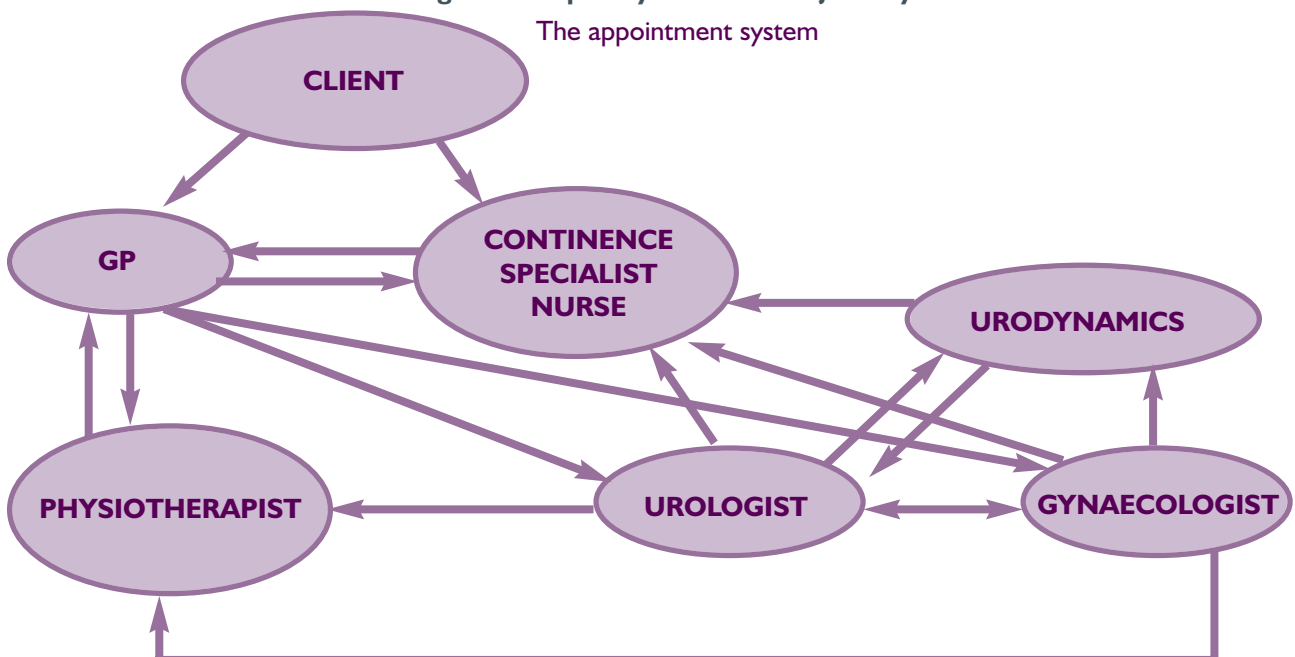 The appointment system
CLIENT
GP
CONTINENCE
SPECIALIST
NURSE
URODYNAMICS
PHYSIOTHERAPIST
UROLOGIST
GYNAECOLOGIST